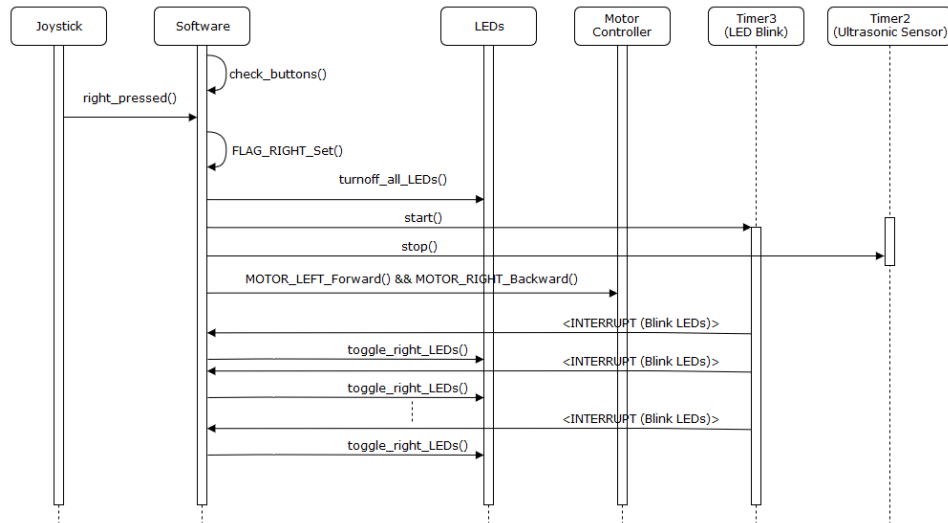 Joystick
Software
LEDs
Motor
Controller
Timer3
(LED Blink)
Timer2
(Ultrasonic Sensor)
check_buttons()
right_pressed()
FLAG_RIGHT_Set()
turnoff_all_LEDs()
start()
stop()
MOTOR_LEFT_Forward() && MOTOR_RIGHT_Backward()
<INTERRUPT (Blink LEDs)>
toggle_right_LEDs()
<INTERRUPT (Blink LEDs)>
toggle_right_LEDs()
<INTERRUPT (Blink LEDs)>
toggle_right_LEDs()